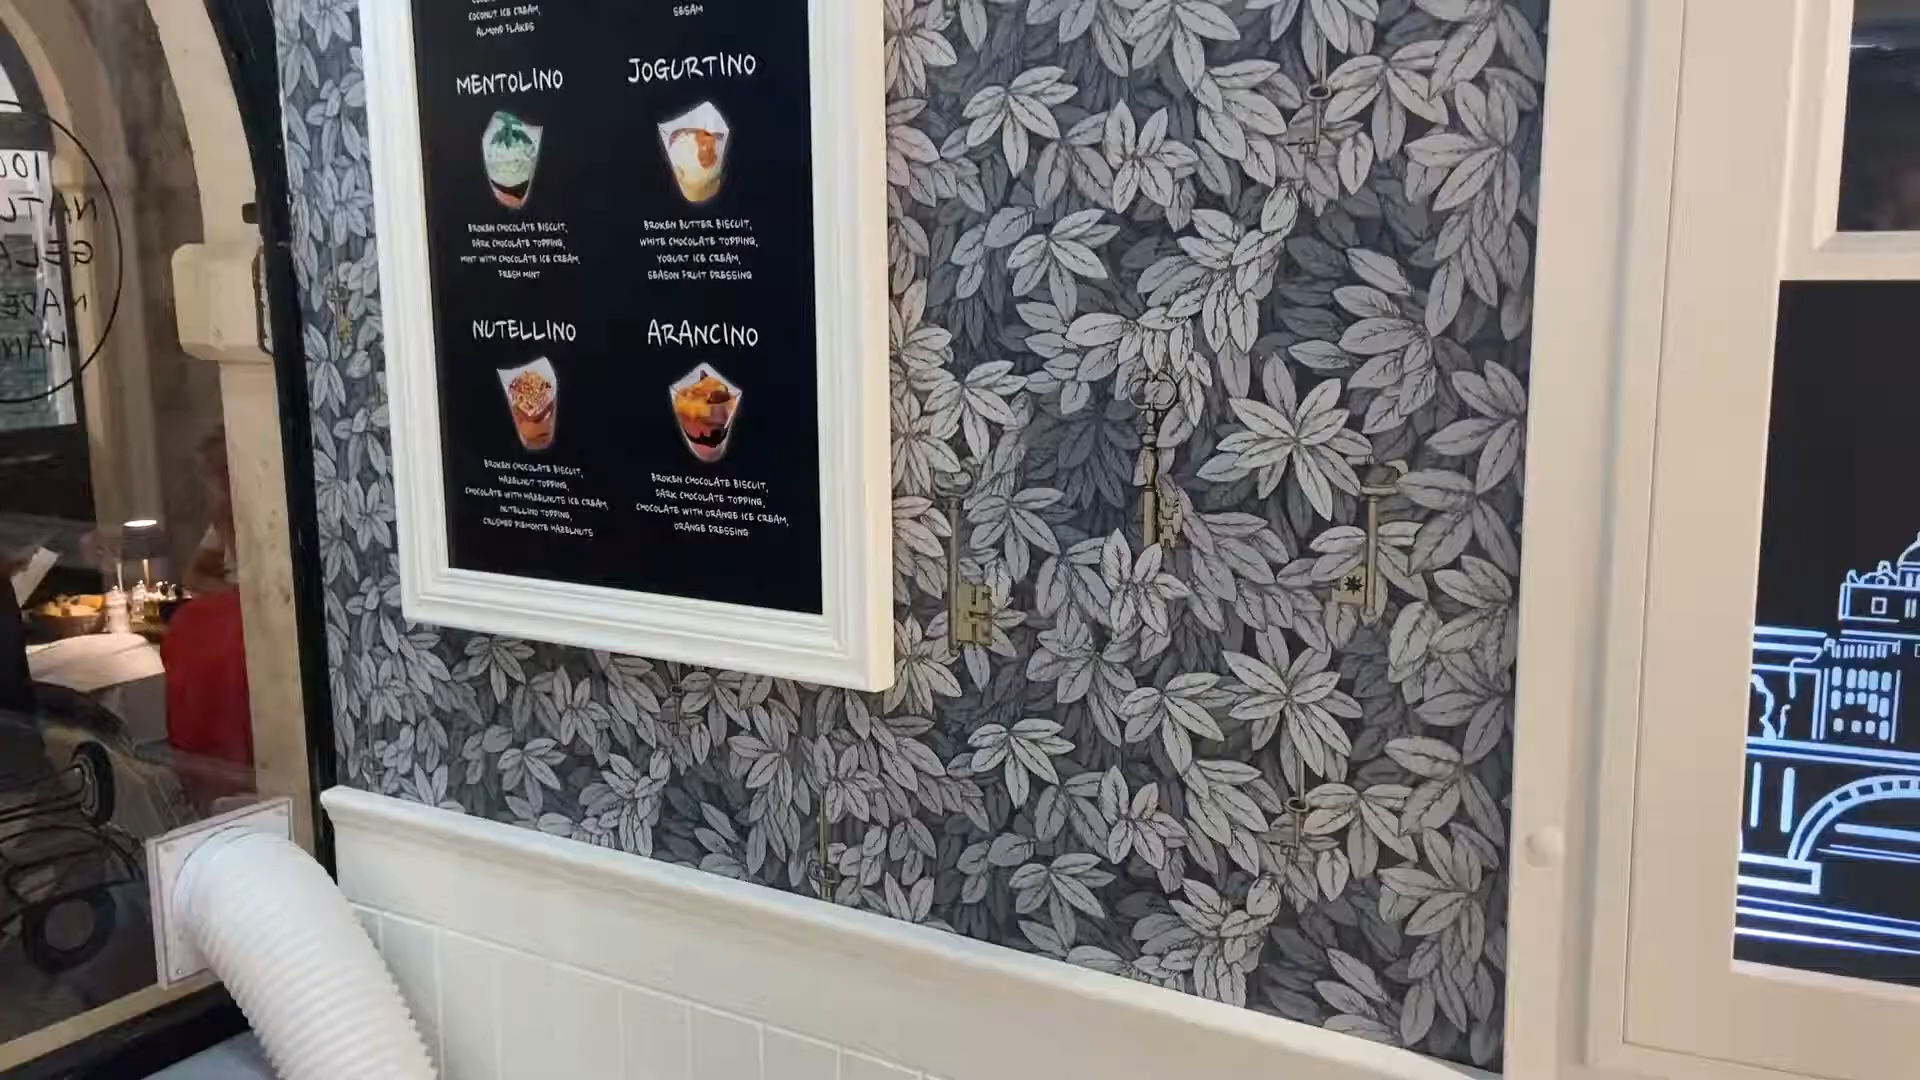 COCONUT ICE CREAM,
ALMOND FLAKES
SESAM
MENTOLINO
BROKEN CHOCOLATE BISCUIT,
DARK CHOCOLATE TOPPING,
MINT WITH CHOCOLATE ICE CREAM,
FRESH MINT
JOGURTINO
BROKEN BUTTER BISCUIT,
WHITE CHOCOLATE TOPPING,
YOGURT ICE CREAM,
SEASON FRUIT DRESSING
NUTELLINO
BROKEN CHOCOLATE BISCUIT,
HAZELNUT TOPPING,
CHOCOLATE WITH HAZELNUTS ICE CREAM,
NUTELLINO TOPPING,
CRUSHED PIEMONTE HAZELNUTS
ARANCINO
BROKEN CHOCOLATE BISCUIT,
DARK CHOCOLATE TOPPING,
CHOCOLATE WITH ORANGE ICE CREAM,
ORANGE DRESSING